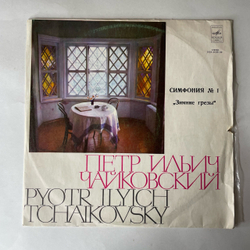 СИМФОНИЯ № 1
„Зимние грезы“
ПЕТР ИЛЬИЧ
ЧАЙКОВСКИЙ
PYOTR ILYICH
TCHAIKOVSKY